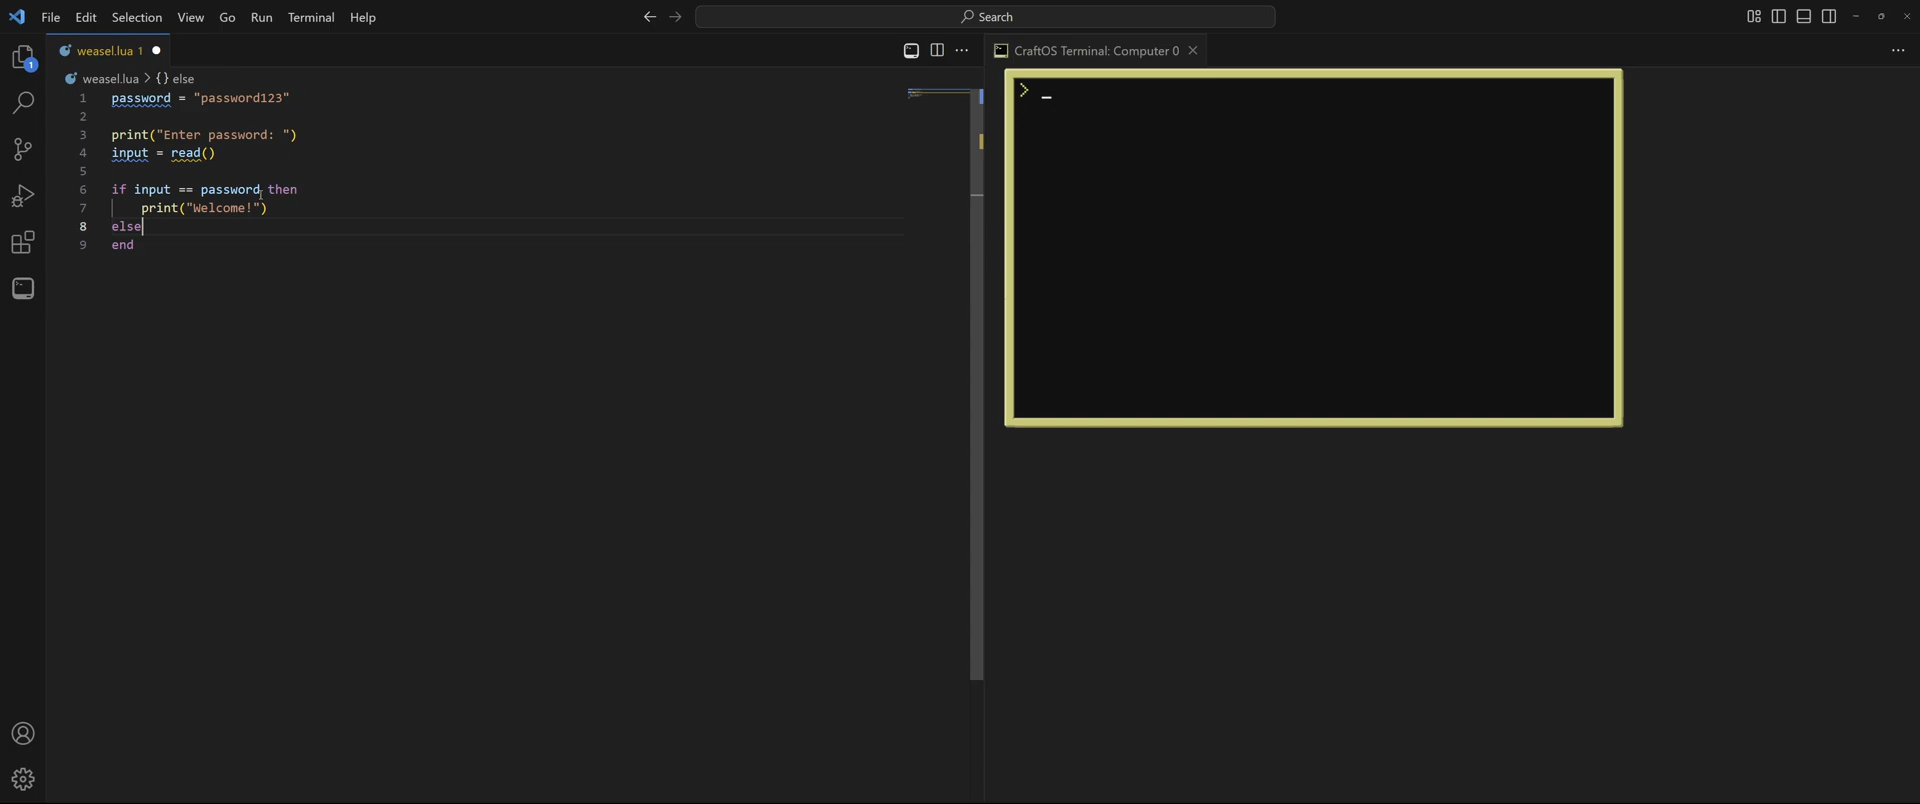 File Edit Selection View Go Run Terminal Help
Search
weasel.lua 1
CraftOS Terminal: Computer 0
weasel.lua > {} else
1 password = "password123"
2
3 print("Enter password: ")
4 input = read()
5
6 if input == password then
7 print("Welcome!")
8 else
9 end
> _
1